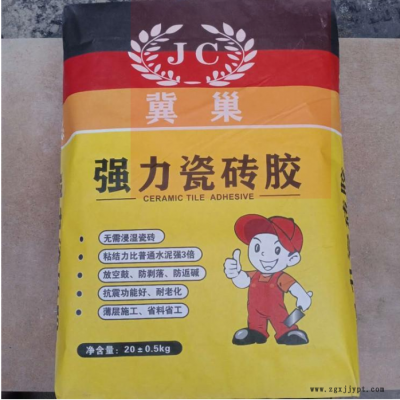 JC
冀巢
强力瓷砖胶
CERAMIC TILE ADHESIVE
无需浸湿瓷砖
粘结力比普通水泥强3倍
放空鼓、防剥落、防返碱
抗震功能好、耐老化
薄层施工、省料省工
净含量：20±0.5kg
www.zgxjjypt.com